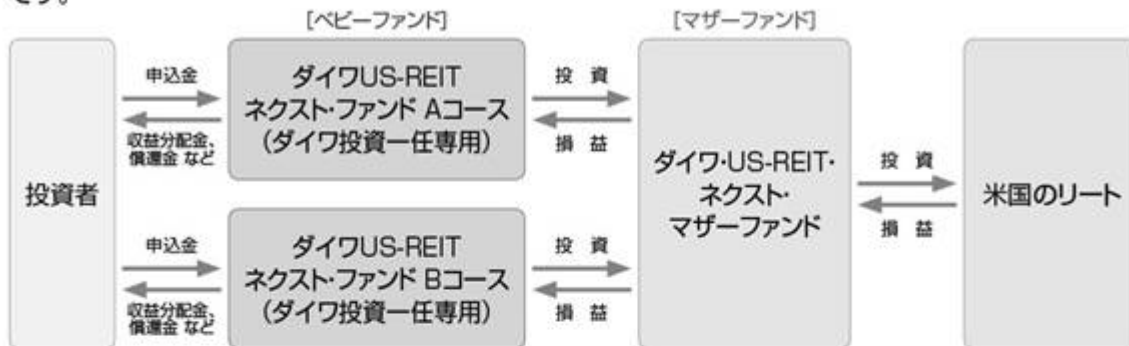 です。
[ベビーファンド]
[マザーファンド]
投資者
申込金
収益分配金、
償還金 など
ダイワUS-REIT
ネクスト・ファンド Aコース
(ダイワ投資一任専用)
投 資
損 益
申込金
収益分配金、
償還金 など
ダイワUS-REIT
ネクスト・ファンド Bコース
(ダイワ投資一任専用)
投 資
損 益
ダイワ・US-REIT・
ネクスト・
マザーファンド
投 資
損 益
米国のリート